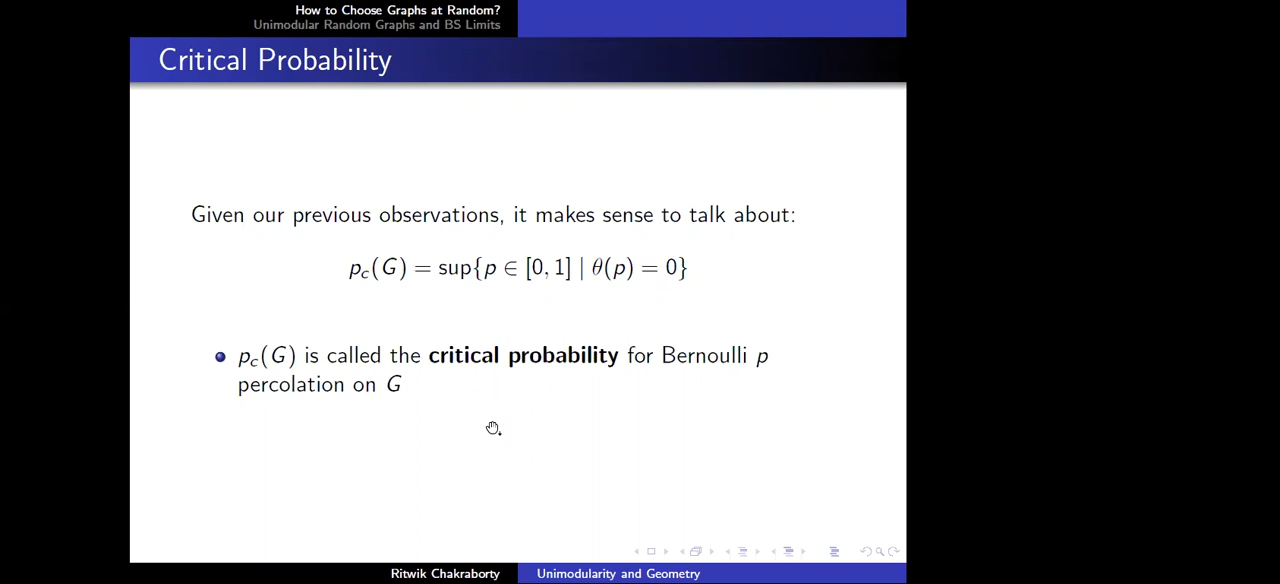 How to Choose Graphs at Random?
Unimodular Random Graphs and BS Limits
Critical Probability
Given our previous observations, it makes sense to talk about:
p_c(G) = sup{p ∈ [0, 1] | θ(p) = 0}
p_c(G) is called the critical probability for Bernoulli p
percolation on G
Ritwik Chakraborty
Unimodularity and Geometry